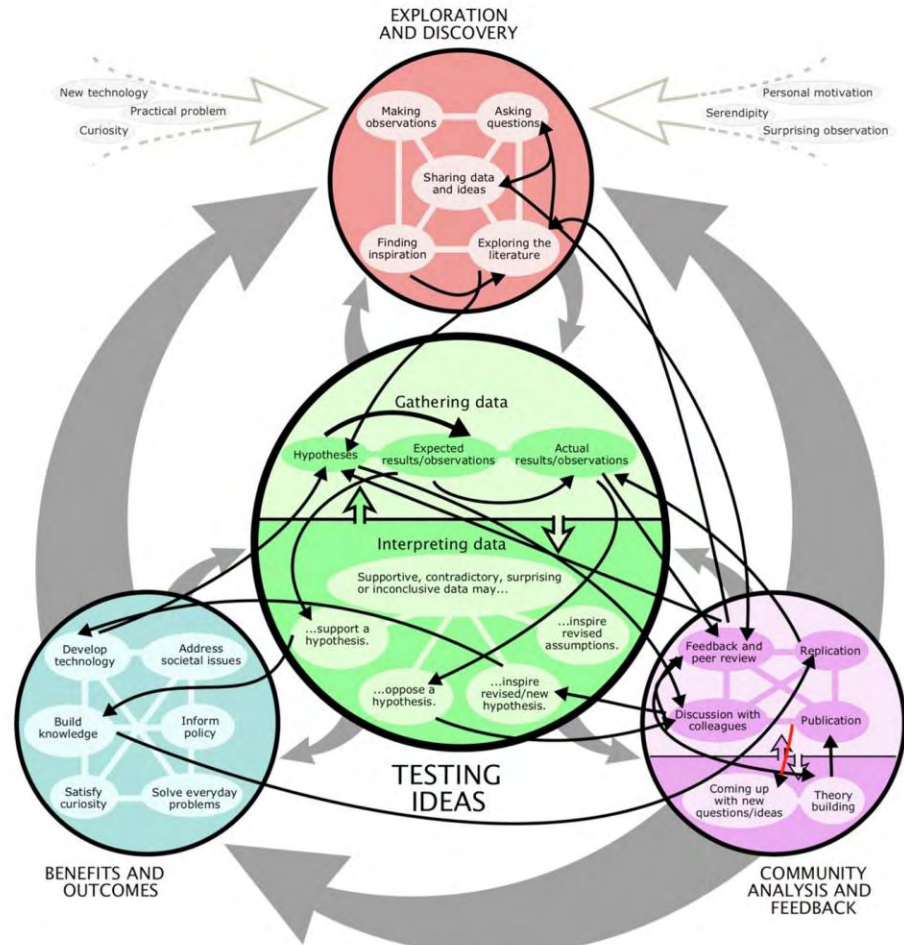 EXPLORATION
AND DISCOVERY
New technology
Practical problem
Curiosity
Personal motivation
Serendipity
Surprising observation
Making
observations
Asking
questions
Sharing data
and ideas
Finding
inspiration
Exploring the
literature
Gathering data
Hypotheses
Expected
results/observations
Actual
results/observations
Interpreting data
Supportive, contradictory, surprising
or inconclusive data may...
...support a
hypothesis.
...inspire
revised
assumptions.
...oppose a
hypothesis.
...inspire
revised/new
hypothesis.
TESTING
IDEAS
Develop
technology
Address
societal issues
Build
knowledge
Inform
policy
Satisfy
curiosity
Solve everyday
problems
BENEFITS AND
OUTCOMES
Feedback and
peer review
Replication
Discussion with
colleagues
Publication
Coming up
with new
questions/ideas
Theory
building
COMMUNITY
ANALYSIS AND
FEEDBACK